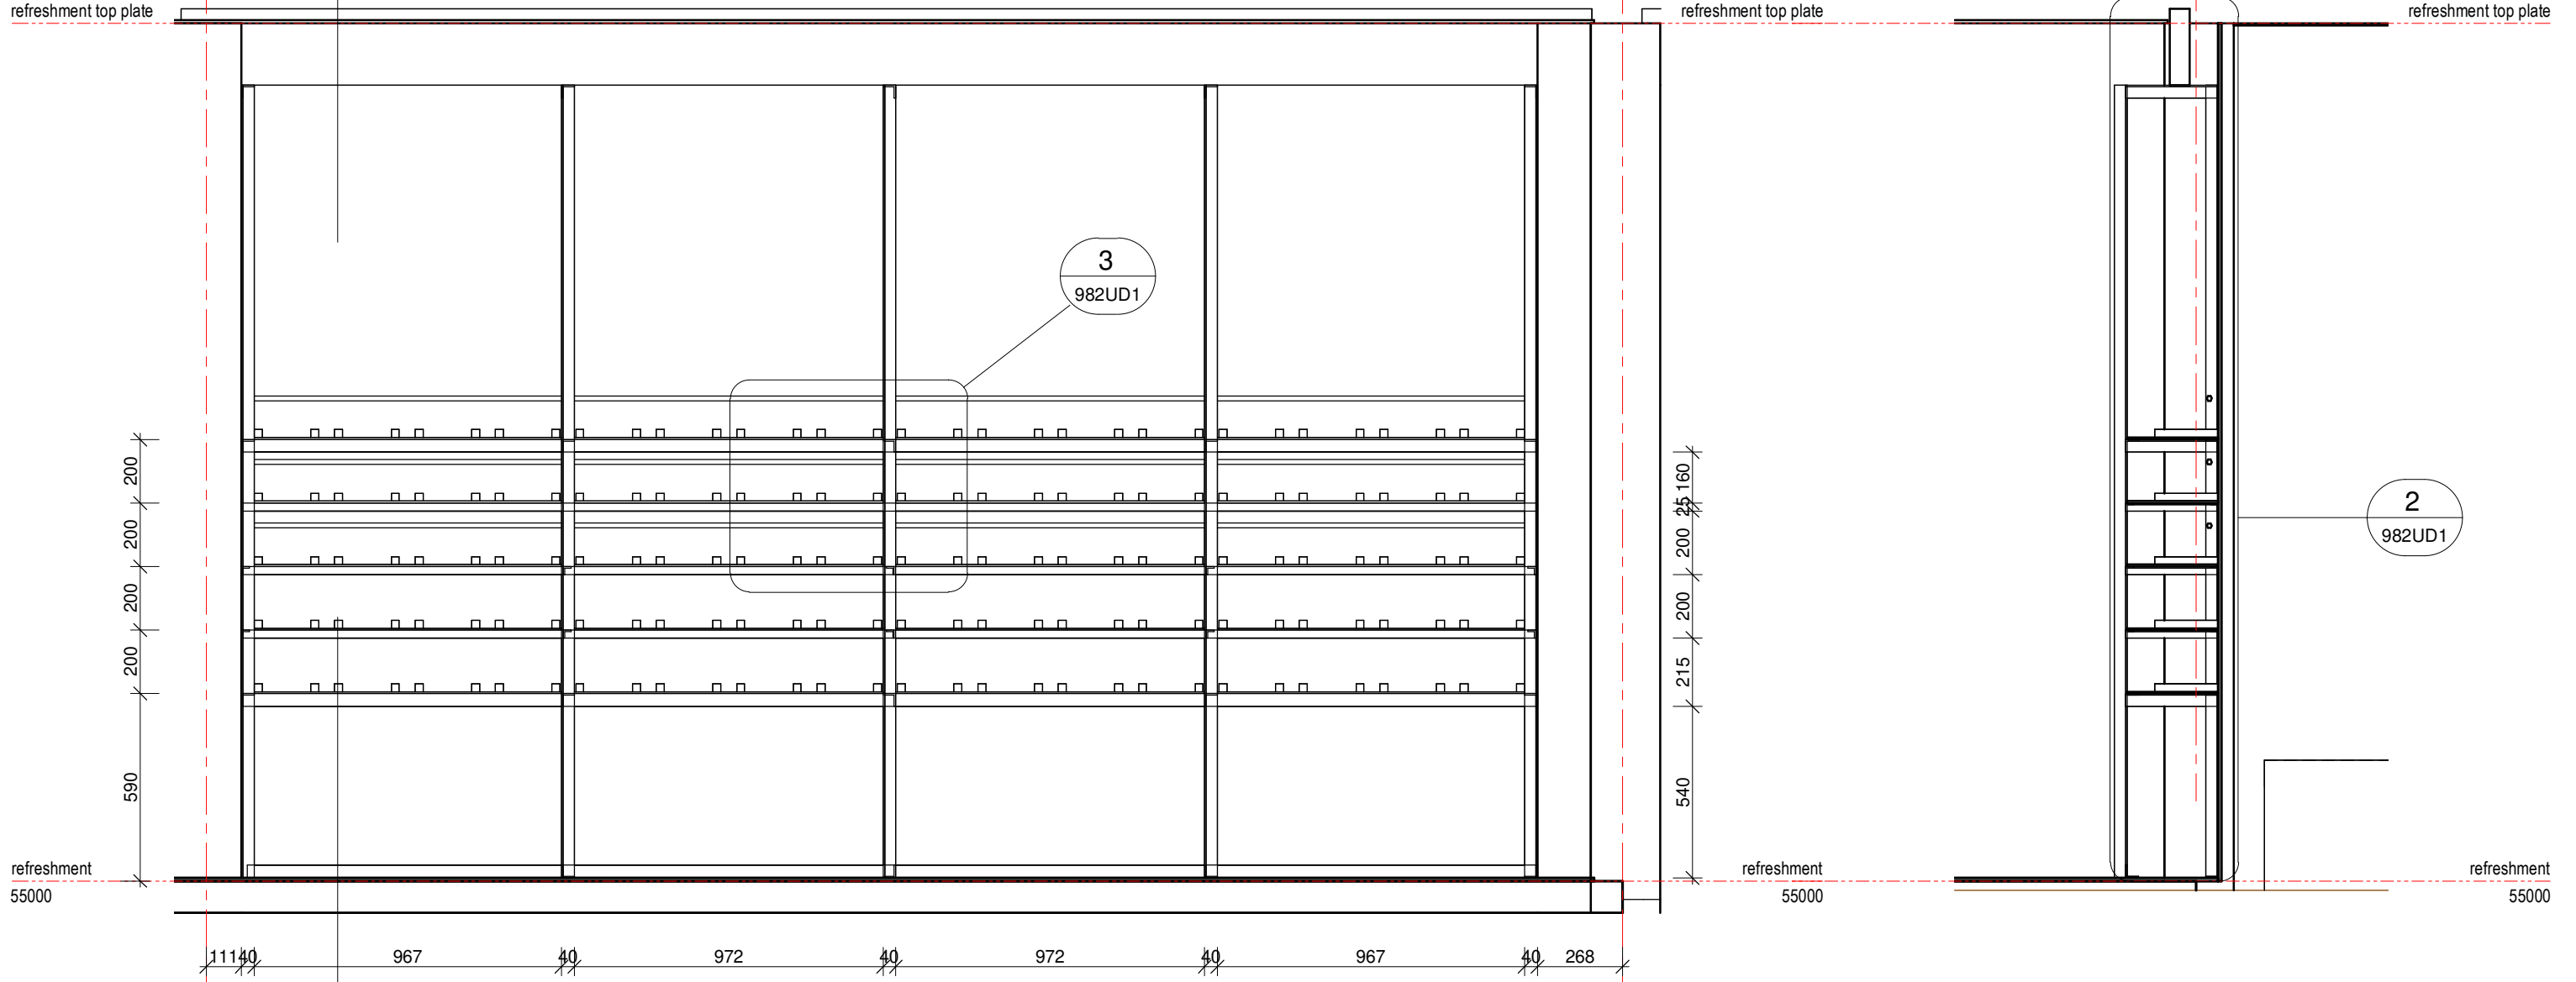 refreshment top plate
refreshment top plate
refreshment top plate
3
982UD1
2
982UD1
200
200
200
200
590
160
25
200
200
215
540
refreshment
55000
refreshment
55000
refreshment
55000
111 40 967 40 972 40 972 40 967 40 268